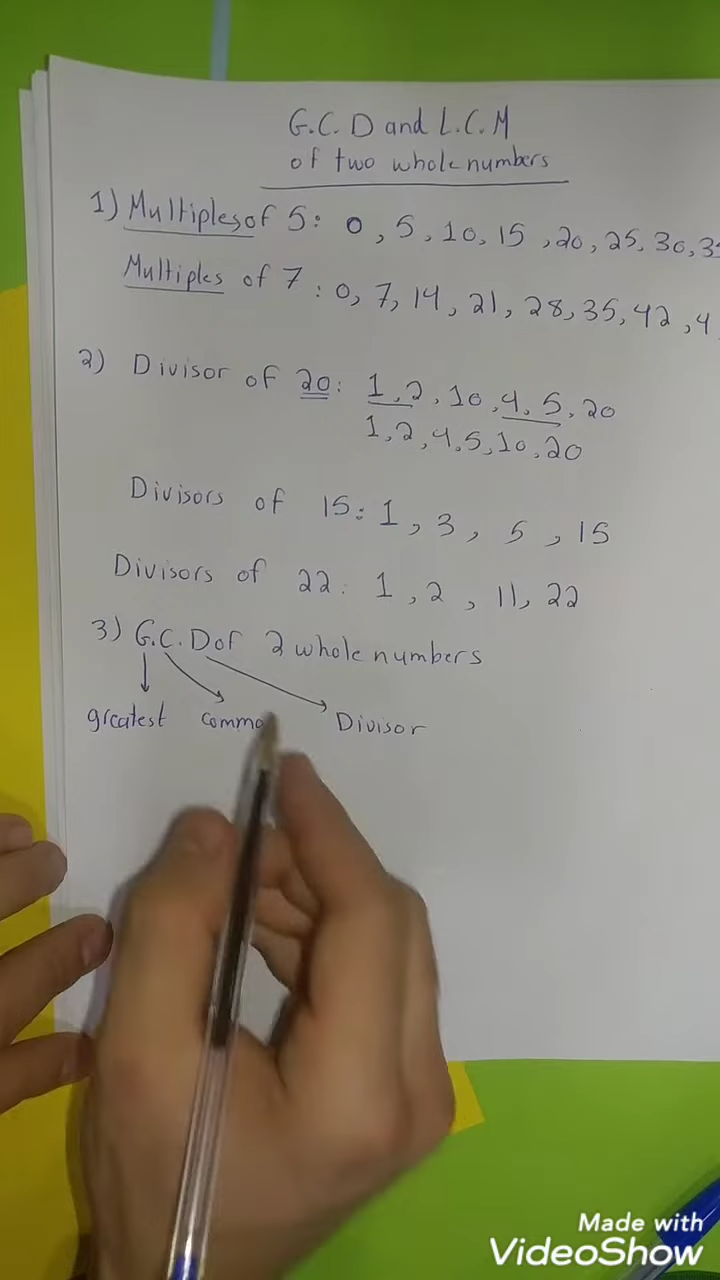 G.C.D and L.C.M
of two whole numbers
1) Multiples of 5: 0, 5, 10, 15, 20, 25, 30, 35
Multiples of 7: 0, 7, 14, 21, 28, 35, 42, 4
2) Divisor of 20: 1, 2, 10, 4, 5, 20
1, 2, 4, 5, 10, 20
Divisors of 15: 1, 3, 5, 15
Divisors of 22: 1, 2, 11, 22
3) G.C.D of 2 whole numbers
greatest commo Divisor
Made with
VideoShow